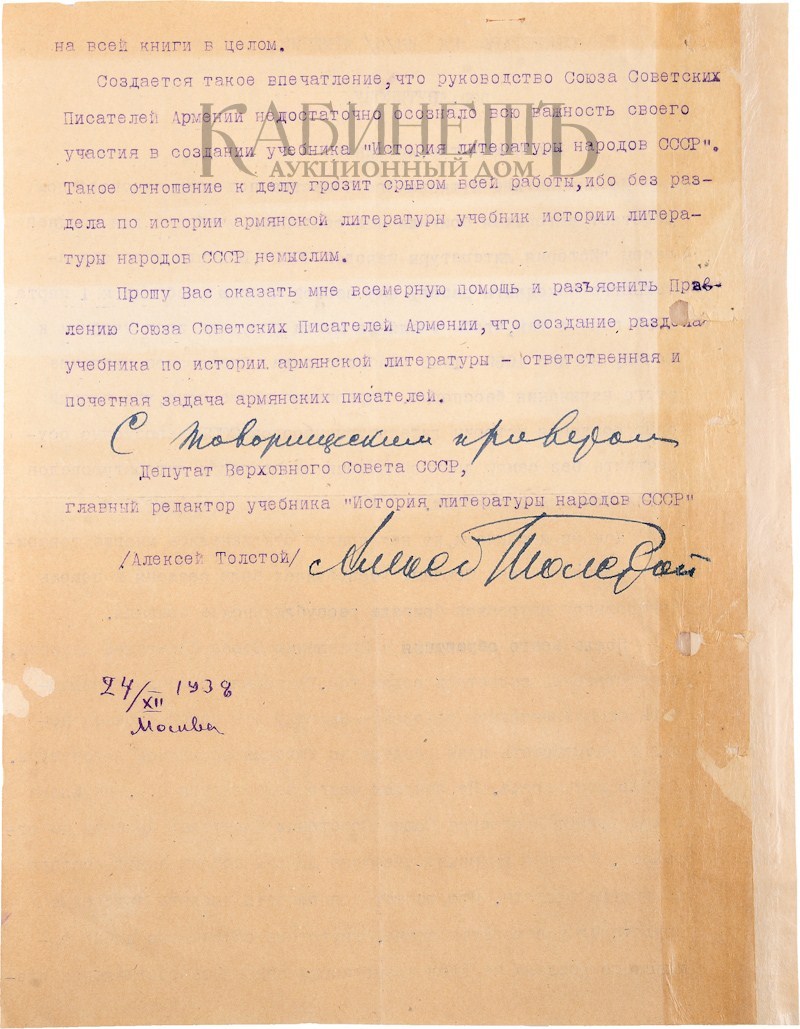 на всей книги в целом.
Создается такое впечатление,что руководство Союза Советских
Писателей Армении недостаточно осознало всю важность своего
участия в создании учебника "История литературы народов СССР".
Такое отношение к делу грозит срывом всей работы,ибо без раз-
дела по истории армянской литературы учебник истории литера-
туры народов СССР немыслим.
Прошу Вас оказать мне всемерную помощь и разъяснить Прав-
лению Союза Советских Писателей Армении,что создание раздела
учебника по истории армянской литературы - ответственная и
почетная задача армянских писателей.
С товарищеским приветом
Депутат Верховного Совета СССР,
главный редактор учебника "История литературы народов СССР"
/Алексей Толстой/ Алексей Толстой
24/XII 1938
Москва
КАБИНЕТЪ
АУКЦИОННЫЙ ДОМ